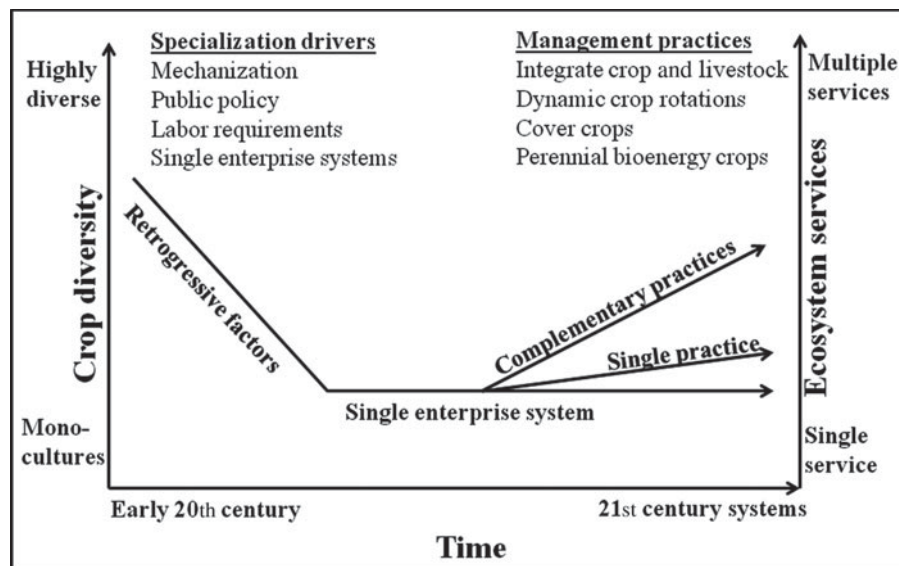 Specialization drivers
Mechanization
Public policy
Labor requirements
Single enterprise systems
Management practices
Integrate crop and livestock
Dynamic crop rotations
Cover crops
Perennial bioenergy crops
Highly
diverse
Crop diversity
Mono-
cultures
Retrogressive factors
Single enterprise system
Complementary practices
Single practice
Multiple
services
Ecosystem services
Single
service
Early 20th century
21st century systems
Time